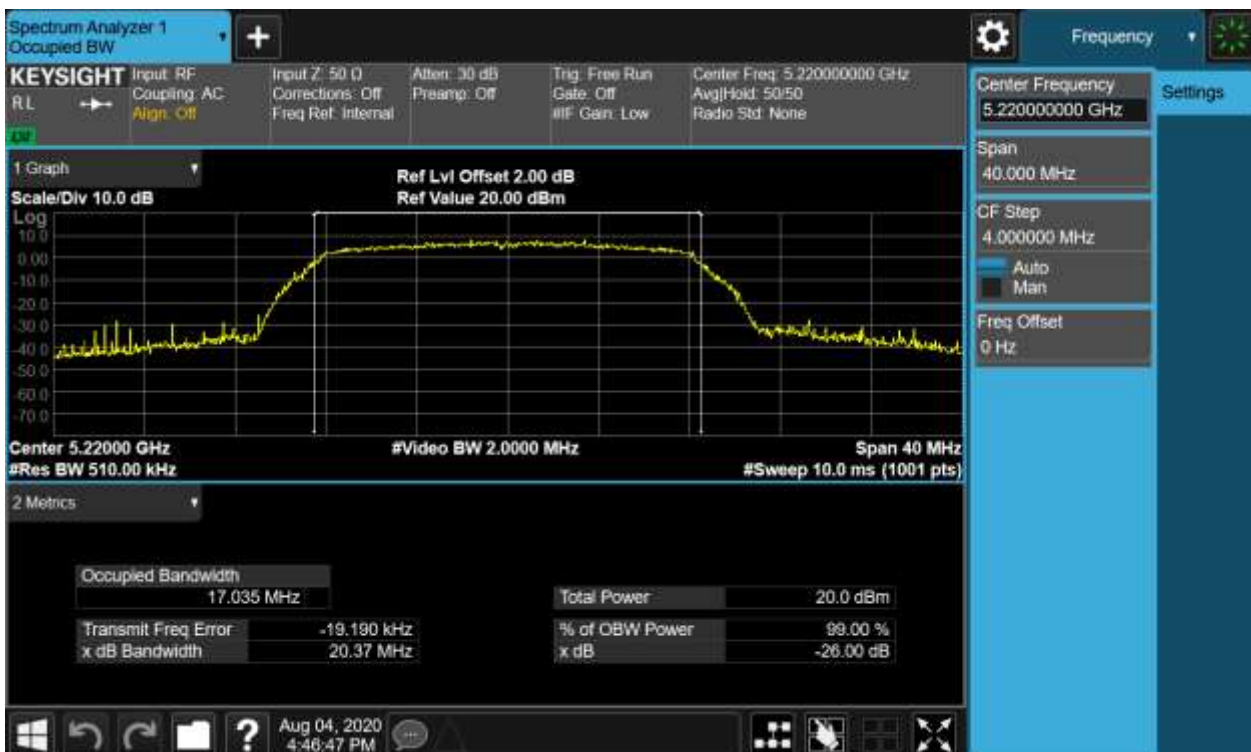 Spectrum Analyzer 1
Occupied BW
Frequency
KEYSIGHT
Input: RF
Input Z: 50 Ω
Atten: 30 dB
Trig: Free Run
Center Freq: 5.220000000 GHz
RL
Coupling: AC
Corrections: Off
Preamp: Off
Gate: Off
Avg|Hold: 50/50
Align: Off
Freq Ref: Internal
#IF Gain: Low
Radio Std: None
Center Frequency
5.220000000 GHz
Settings
Span
40.000 MHz
CF Step
4.000000 MHz
Auto
Man
Freq Offset
0 Hz
1 Graph
Ref Lvl Offset 2.00 dB
Scale/Div 10.0 dB
Ref Value 20.00 dBm
Log
10.0
0.00
-10.0
-20.0
-30.0
-40.0
-50.0
-60.0
-70.0
Center 5.22000 GHz
#Video BW 2.0000 MHz
Span 40 MHz
#Res BW 510.00 kHz
#Sweep 10.0 ms (1001 pts)
2 Metrics
Occupied Bandwidth
17.035 MHz
Total Power
20.0 dBm
Transmit Freq Error
-19.190 kHz
% of OBW Power
99.00 %
x dB Bandwidth
20.37 MHz
x dB
-26.00 dB
?
Aug 04, 2020
4:46:47 PM